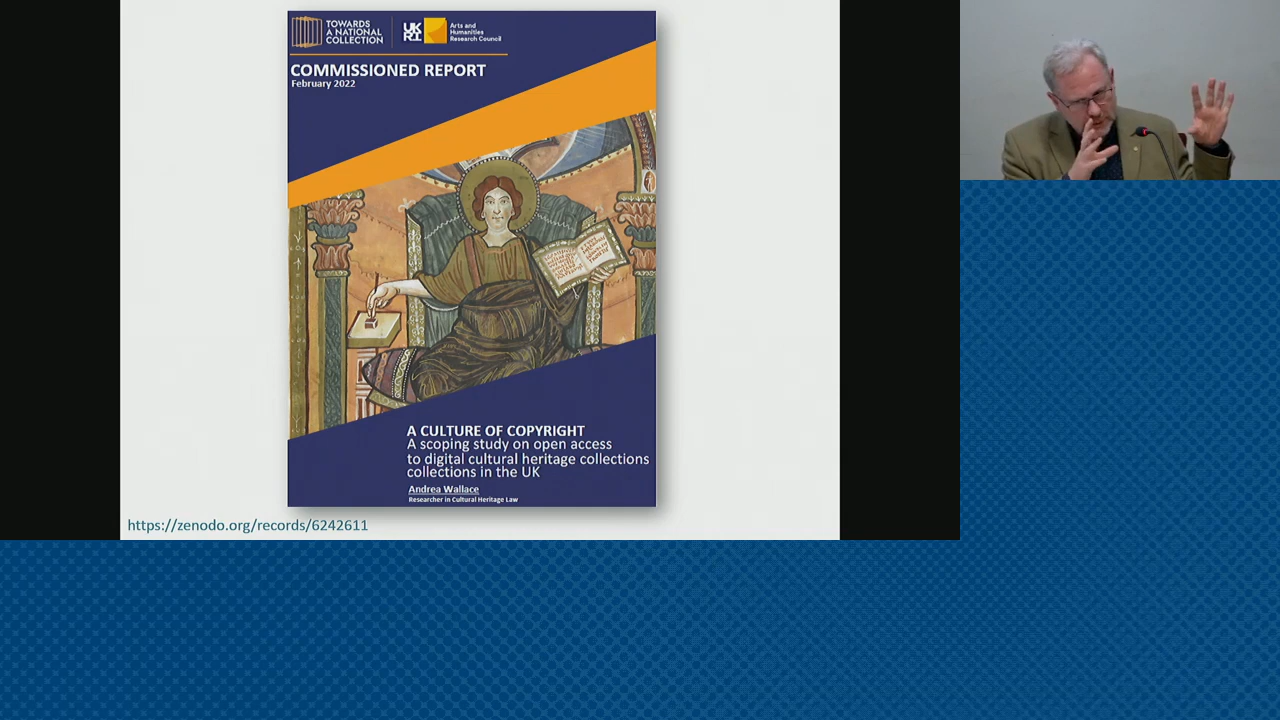 TOWARDS
A NATIONAL
COLLECTION
UK
RI
Arts and
Humanities
Research Council
COMMISSIONED REPORT
February 2022
A CULTURE OF COPYRIGHT
A scoping study on open access
to digital cultural heritage collections
collections in the UK
Andrea Wallace
Researcher in Cultural Heritage Law
https://zenodo.org/records/6242611